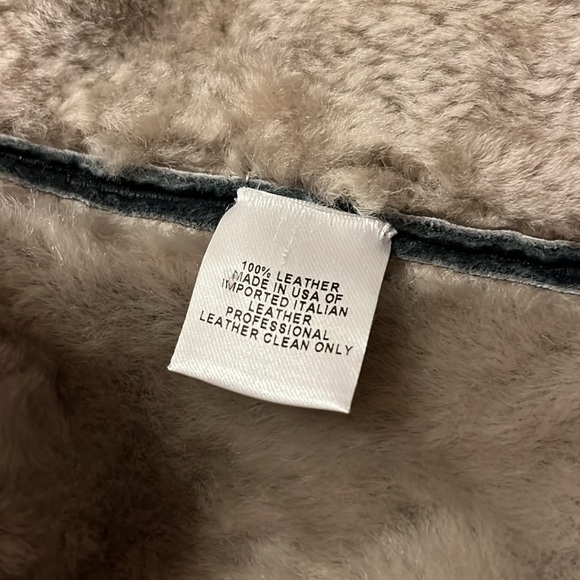 100% LEATHER
MADE IN USA OF
IMPORTED ITALIAN
LEATHER
PROFESSIONAL
LEATHER CLEAN ONLY